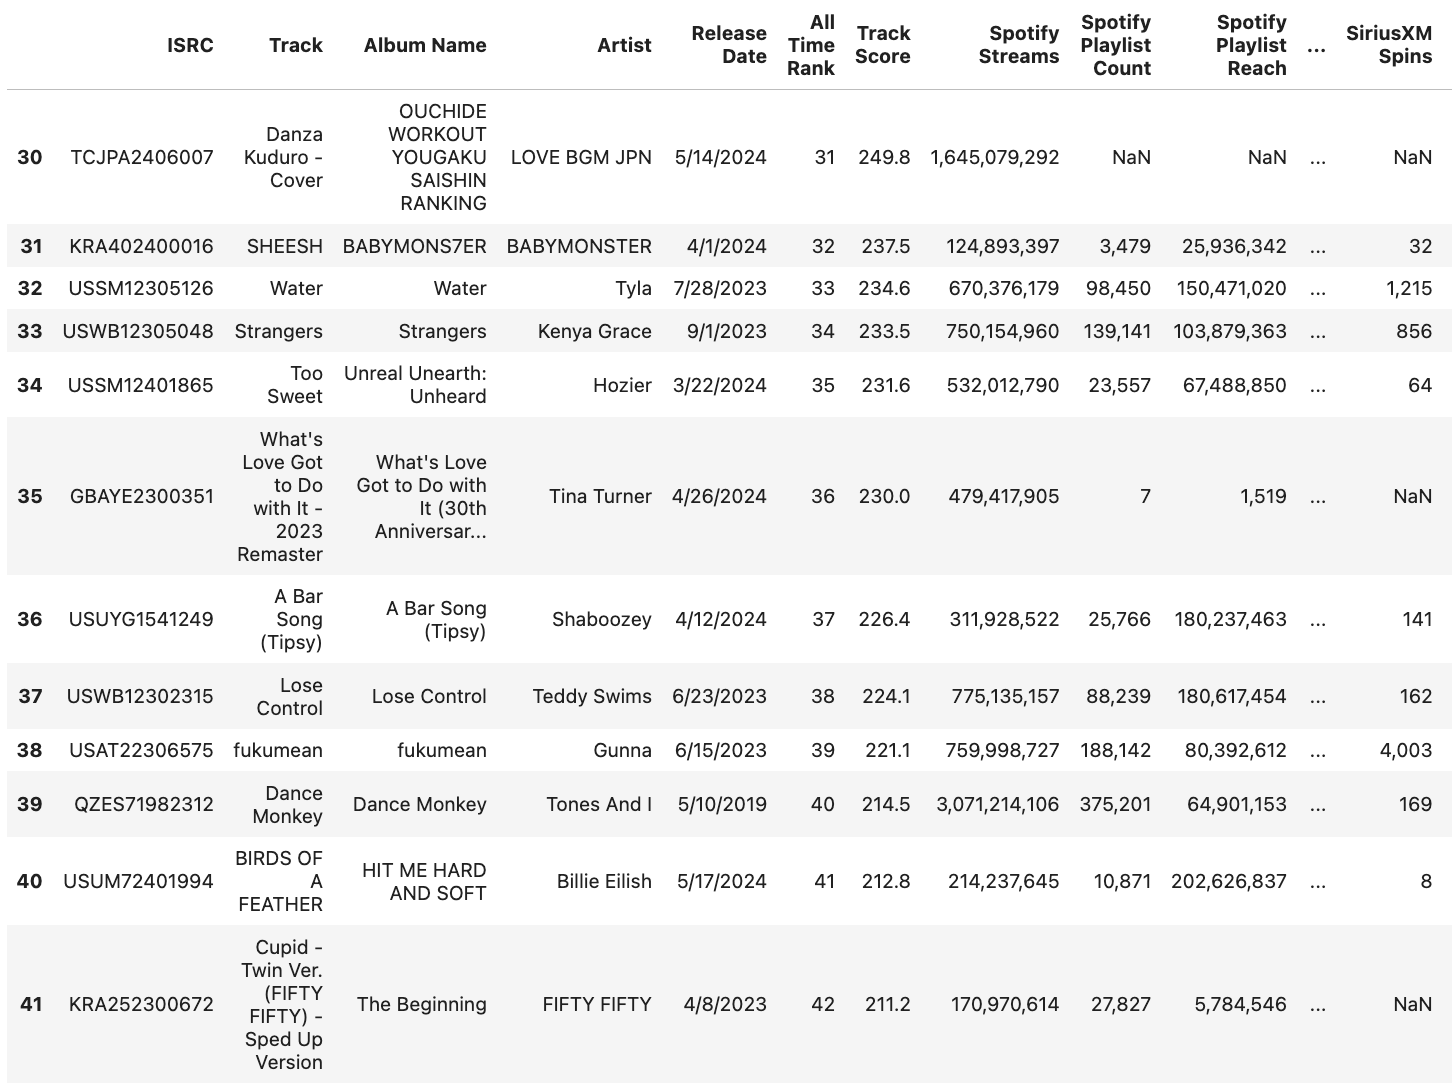 ISRC Track Album Name Artist Release Date All Time Rank Track Score Spotify Streams Spotify Playlist Count Spotify Playlist Reach ... SiriusXM Spins
30 TCJPA2406007 Danza Kuduro - Cover OUCHIDE WORKOUT YOUGAKU SAISHIN RANKING LOVE BGM JPN 5/14/2024 31 249.8 1,645,079,292 NaN NaN ... NaN
31 KRA402400016 SHEESH BABYMONS7ER BABYMONSTER 4/1/2024 32 237.5 124,893,397 3,479 25,936,342 ... 32
32 USSM12305126 Water Water Tyla 7/28/2023 33 234.6 670,376,179 98,450 150,471,020 ... 1,215
33 USWB12305048 Strangers Strangers Kenya Grace 9/1/2023 34 233.5 750,154,960 139,141 103,879,363 ... 856
34 USSM12401865 Too Sweet Unreal Unearth: Unheard Hozier 3/22/2024 35 231.6 532,012,790 23,557 67,488,850 ... 64
35 GBAYE2300351 What's Love Got to Do with It - 2023 Remaster What's Love Got to Do with It (30th Anniversar... Tina Turner 4/26/2024 36 230.0 479,417,905 7 1,519 ... NaN
36 USUYG1541249 A Bar Song (Tipsy) A Bar Song (Tipsy) Shaboozey 4/12/2024 37 226.4 311,928,522 25,766 180,237,463 ... 141
37 USWB12302315 Lose Control Lose Control Teddy Swims 6/23/2023 38 224.1 775,135,157 88,239 180,617,454 ... 162
38 USAT22306575 fukumean fukumean Gunna 6/15/2023 39 221.1 759,998,727 188,142 80,392,612 ... 4,003
39 QZES71982312 Dance Monkey Dance Monkey Tones And I 5/10/2019 40 214.5 3,071,214,106 375,201 64,901,153 ... 169
40 USUM72401994 BIRDS OF A FEATHER HIT ME HARD AND SOFT Billie Eilish 5/17/2024 41 212.8 214,237,645 10,871 202,626,837 ... 8
41 KRA252300672 Cupid - Twin Ver. (FIFTY FIFTY) - Sped Up Version The Beginning FIFTY FIFTY 4/8/2023 42 211.2 170,970,614 27,827 5,784,546 ... NaN